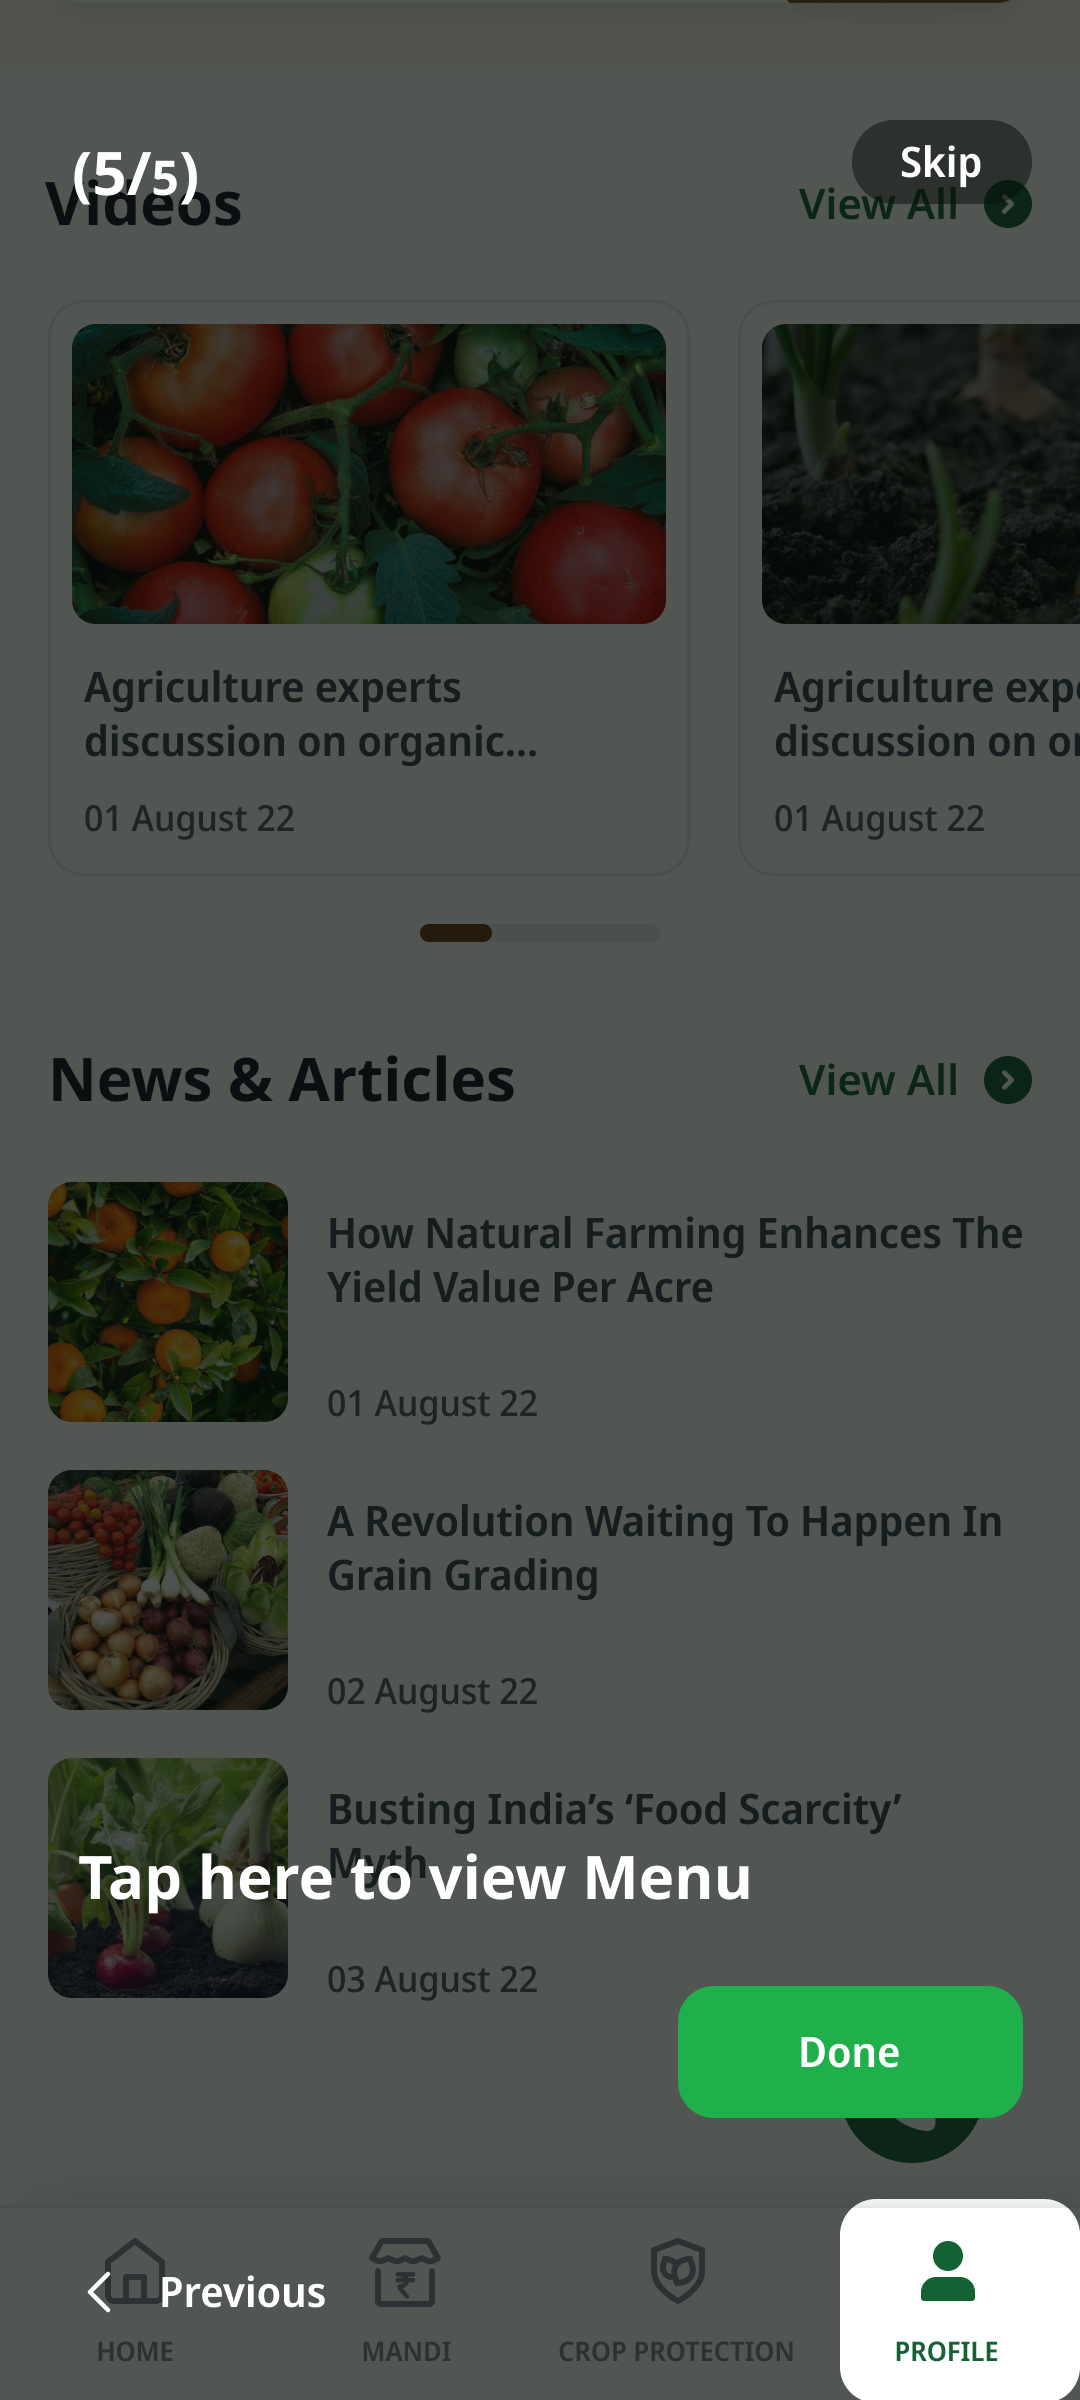 (5/5)
Skip
Videos
View All
Agriculture experts
discussion on organic...
01 August 22
Agriculture exp
discussion on or
01 August 22
News & Articles
View All
How Natural Farming Enhances The
Yield Value Per Acre
01 August 22
A Revolution Waiting To Happen In
Grain Grading
02 August 22
Busting India’s ‘Food Scarcity’
Myth
Tap here to view Menu
03 August 22
Done
Previous
HOME
MANDI
CROP PROTECTION
PROFILE